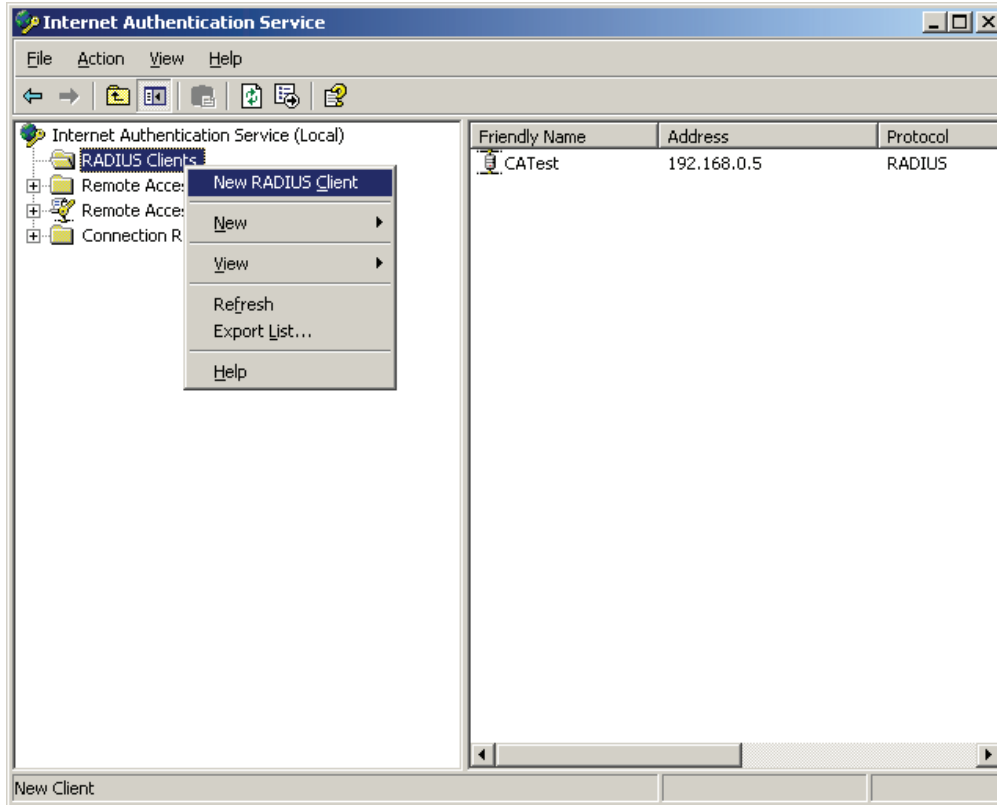 Internet Authentication Service
File Action View Help
Internet Authentication Service (Local)
RADIUS Clients
Remote Acces
Remote Acces
Connection R
New RADIUS Client
New
View
Refresh
Export List...
Help
Friendly Name Address Protocol
CATest 192.168.0.5 RADIUS
New Client